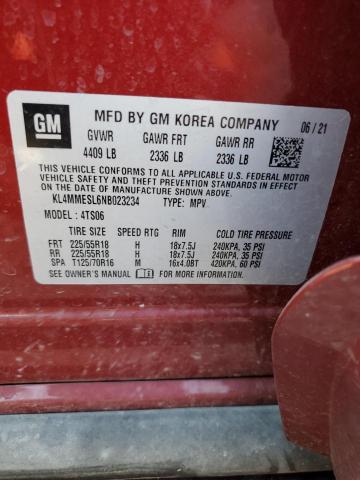 GM
MFD BY GM KOREA COMPANY 06/21
GVWR GAWR FRT GAWR RR
4409 LB 2336 LB 2336 LB
THIS VEHICLE CONFORMS TO ALL APPLICABLE U.S. FEDERAL MOTOR
VEHICLE SAFETY, BUMPER, AND THEFT PREVENTION STANDARDS IN
EFFECT ON THE DATE OF MANUFACTURE SHOWN ABOVE.
KL4MMESL6NB023234 TYPE: MPV
MODEL: 4TS06
TIRE SIZE SPEED RTG RIM COLD TIRE PRESSURE
FRT 225/55R18 H 18x7.5J 240KPA, 35 PSI
RR 225/55R18 H 18x7.5J 240KPA, 35 PSI
SPA T125/70R16 M 16x4.0BT 420KPA, 60 PSI
SEE OWNER'S MANUAL FOR MORE INFORMATION